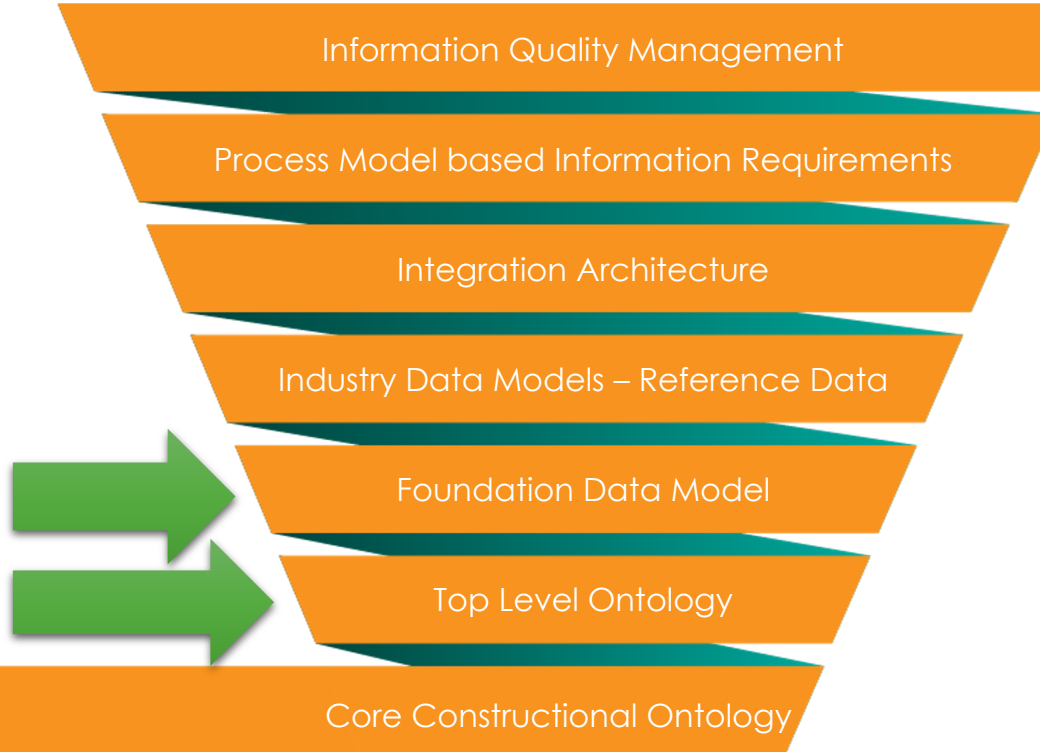 Information Quality Management
Process Model based Information Requirements
Integration Architecture
Industry Data Models – Reference Data
Foundation Data Model
Top Level Ontology
Core Constructional Ontology